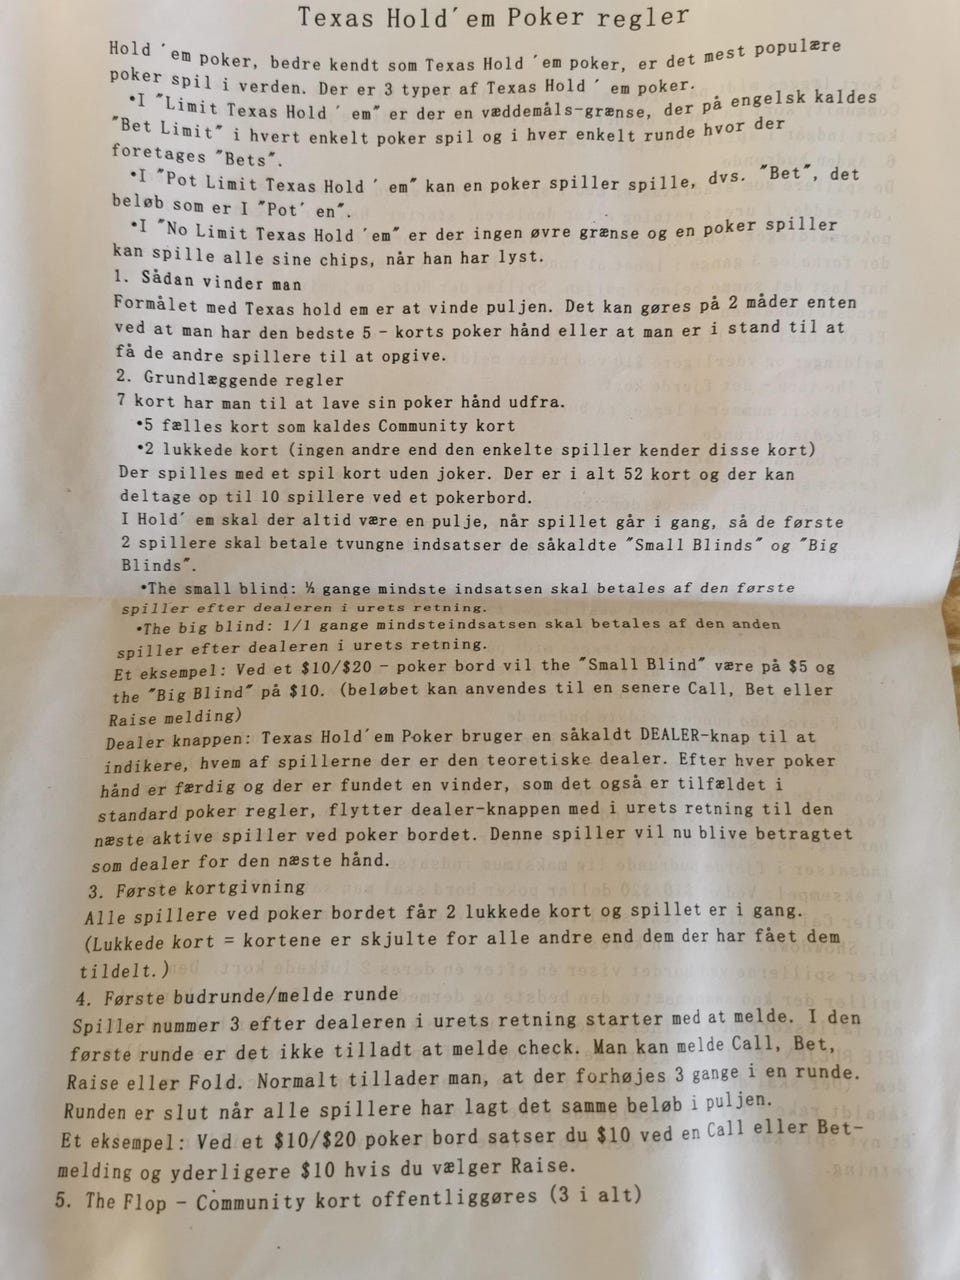 Texas Hold´em Poker regler
Hold ´em poker, bedre kendt som Texas Hold ´em poker, er det mest populære
poker spil i verden. Der er 3 typer af Texas Hold ´ em poker.
•I ˝Limit Texas Hold ´ em˝ er der en væddemåls-grænse, der på engelsk kaldes
˝Bet Limit˝ i hvert enkelt poker spil og i hver enkelt runde hvor der
foretages ˝Bets˝.
•I ˝Pot Limit Texas Hold ´ em˝ kan en poker spiller spille, dvs. ˝Bet˝, det
beløb som er I ˝Pot´ en˝.
•I ˝No Limit Texas Hold ´em˝ er der ingen øvre grænse og en poker spiller
kan spille alle sine chips, når han har lyst.
1. Sådan vinder man
Formålet med Texas hold em er at vinde puljen. Det kan gøres på 2 måder enten
ved at man har den bedste 5 - korts poker hånd eller at man er i stand til at
få de andre spillere til at opgive.
2. Grundlæggende regler
7 kort har man til at lave sin poker hånd udfra.
•5 fælles kort som kaldes Community kort
•2 lukkede kort (ingen andre end den enkelte spiller kender disse kort)
Der spilles med et spil kort uden joker. Der er i alt 52 kort og der kan
deltage op til 10 spillere ved et pokerbord.
I Hold´ em skal der altid være en pulje, når spillet går i gang, så de første
2 spillere skal betale tvungne indsatser de såkaldte ˝Small Blinds˝ og ˝Big
Blinds˝.
•The small blind: ½ gange mindste indsatsen skal betales af den første
spiller efter dealeren i urets retning.
•The big blind: 1/1 gange mindsteindsatsen skal betales af den anden
spiller efter dealeren i urets retning.
Et eksempel: Ved et $10/$20 - poker bord vil the ˝Small Blind˝ være på $5 og
the ˝Big Blind˝ på $10. (beløbet kan anvendes til en senere Call, Bet eller
Raise melding)
Dealer knappen: Texas Hold´em Poker bruger en såkaldt DEALER-knap til at
indikere, hvem af spillerne der er den teoretiske dealer. Efter hver poker
hånd er færdig og der er fundet en vinder, som det også er tilfældet i
standard poker regler, flytter dealer-knappen med i urets retning til den
næste aktive spiller ved poker bordet. Denne spiller vil nu blive betragtet
som dealer for den næste hånd.
3. Første kortgivning
Alle spillere ved poker bordet får 2 lukkede kort og spillet er i gang.
(Lukkede kort = kortene er skjulte for alle andre end dem der har fået dem
tildelt.)
4. Første budrunde/melde runde
Spiller nummer 3 efter dealeren i urets retning starter med at melde. I den
første runde er det ikke tilladt at melde check. Man kan melde Call, Bet,
Raise eller Fold. Normalt tillader man, at der forhøjes 3 gange i en runde.
Runden er slut når alle spillere har lagt det samme beløb i puljen.
Et eksempel: Ved et $10/$20 poker bord satser du $10 ved en Call eller Bet-
melding og yderligere $10 hvis du vælger Raise.
5. The Flop - Community kort offentliggøres (3 i alt)